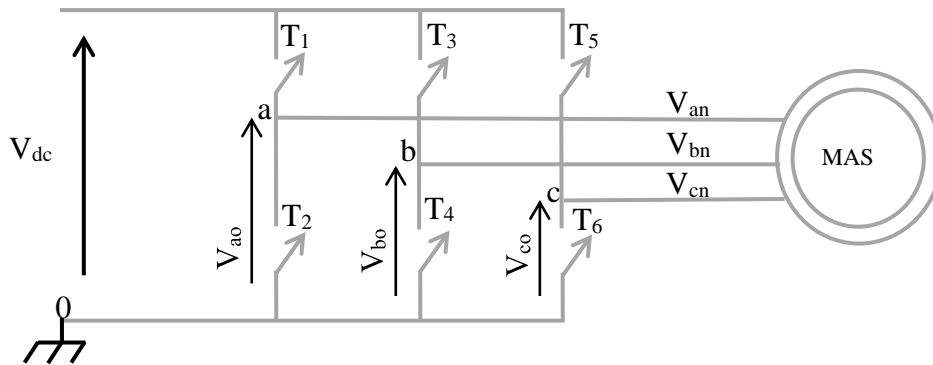 T1
T3
T5
a
Van
Vdc
b
Vbn
MAS
c
Vcn
T2
T4
T6
Vao
Vbo
Vco
0